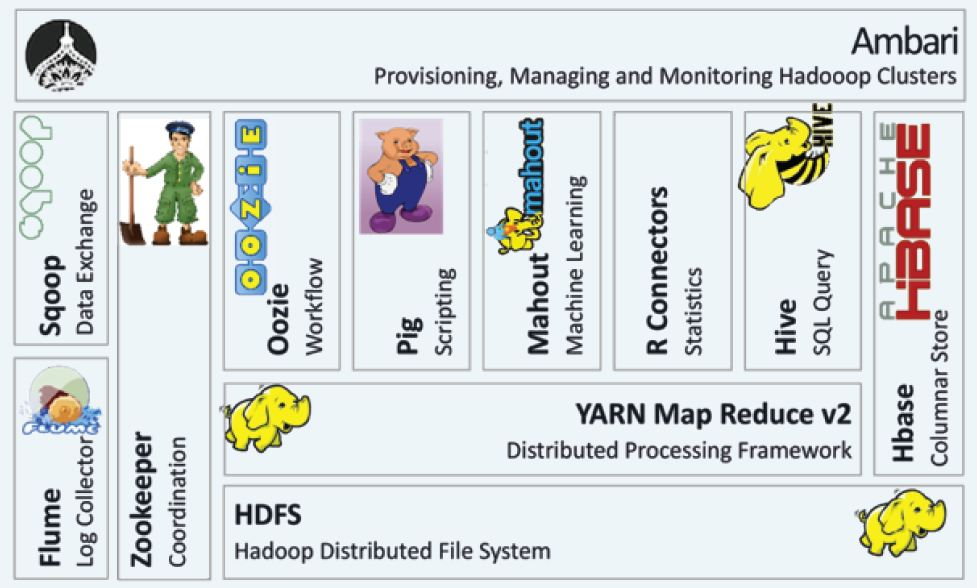 Ambari
Provisioning, Managing and Monitoring Hadooop Clusters
sqoop
Sqoop
Data Exchange
FLUME
Flume
Log Collector
Zookeeper
Coordination
OOZiE
Oozie
Workflow
Pig
Scripting
mahout
Mahout
Machine Learning
R Connectors
Statistics
HIVE
Hive
SQL Query
APACHE
HBASE
Hbase
Columnar Store
YARN Map Reduce v2
Distributed Processing Framework
HDFS
Hadoop Distributed File System